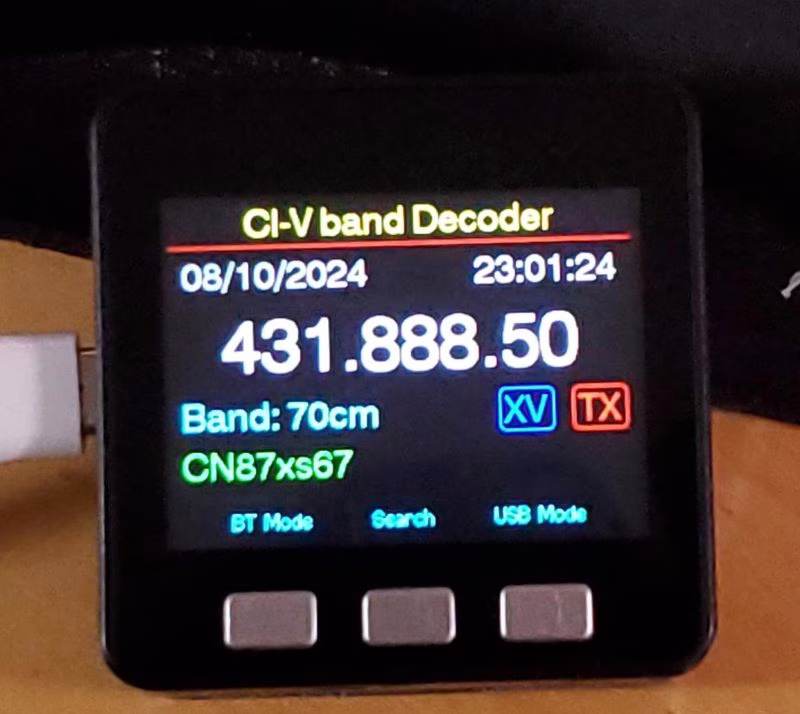 CI-V band Decoder
08/10/2024 23:01:24
431.888.50
Band: 70cm XV TX
CN87xs67
BT Mode Search USB Mode